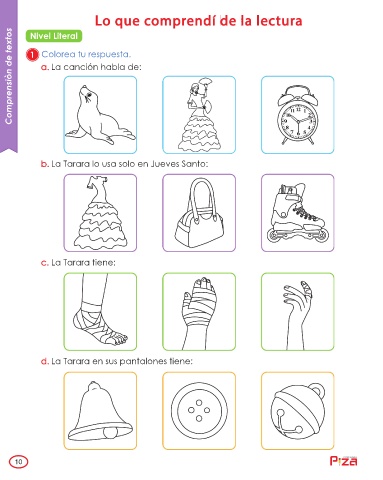 Lo que comprendí de la lectura
Comprensión de textos
Nivel Literal
1 Colorea tu respuesta.
a. La canción habla de:
b. La Tarara lo usa solo en Jueves Santo:
c. La Tarara tiene:
d. La Tarara en sus pantalones tiene:
10